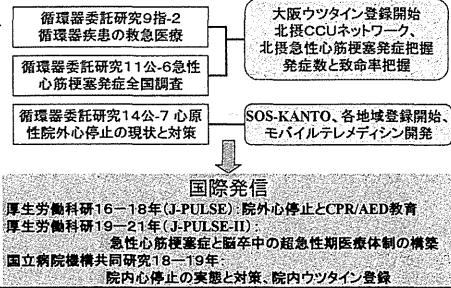 循環器委託研究9指-2
循環器疾患の救急医療
循環器委託研究11公-6急性
心筋梗塞発症全国調査
大阪ウツタイン登録開始
北摂CCUネットワーク、
北摂急性心筋梗塞発症把握
発症数と致命率把握
循環器委託研究14公-7 心原
性院外心停止の現状と対策
SOS-KANTO、各地域登録開始、
モバイルテレメディシン開発
国際発信
厚生労働科研16-18年(J-PULSE):院外心停止とCPR/AED教育
厚生労働科研19-21年(J-PULSE-II):
急性心筋梗塞症と脳卒中の超急性期医療体制の構築
国立病院機構共同研究18-19年:
院内心停止の実態と対策、院内ウツタイン登録